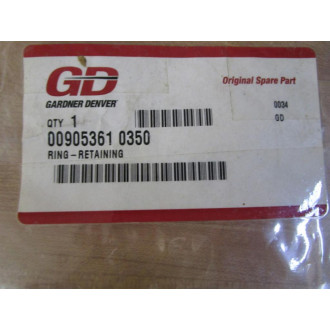 GD
GARDNER DENVER
Original Spare Part
QTY 1
0034
GD
00905361 0350
RING-RETAINING